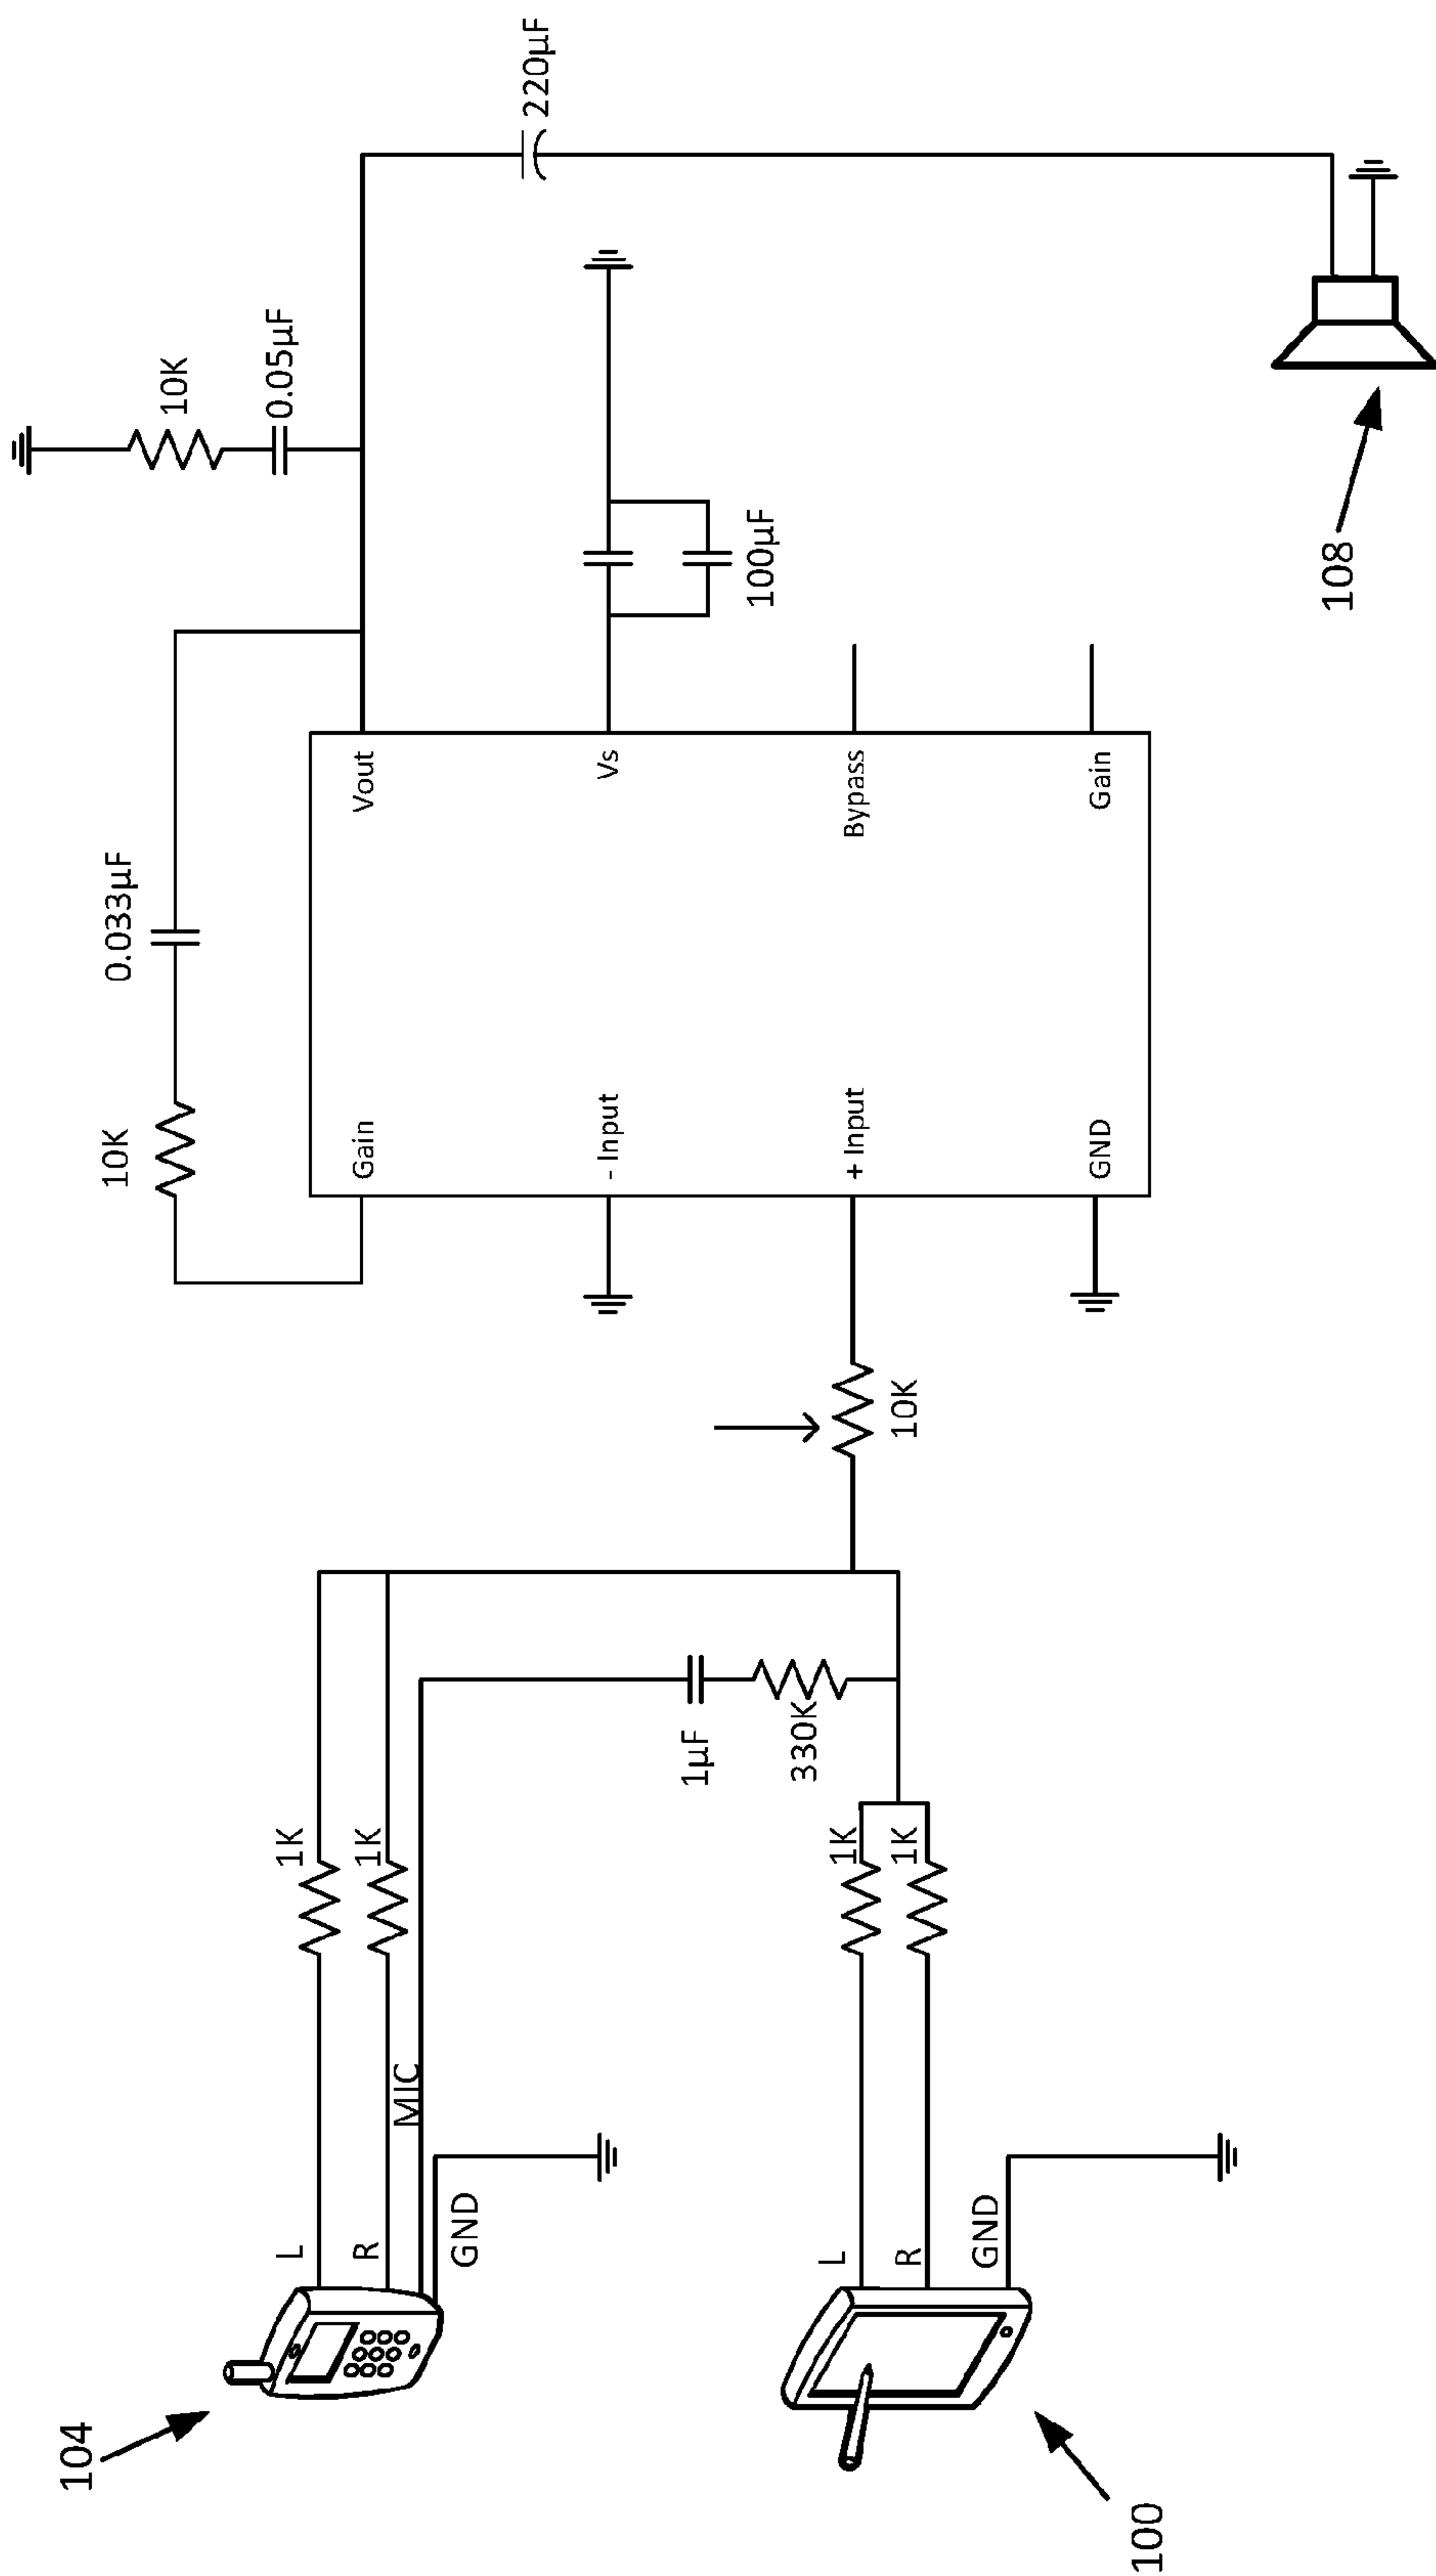 104
L
R
MIC
GND
1K
1K
1µF
330K
100
L
R
GND
1K
1K
10K
10K
0.033µF
Gain
- Input
+ Input
GND
Vout
Vs
Bypass
Gain
10K
0.05µF
100µF
220µF
108